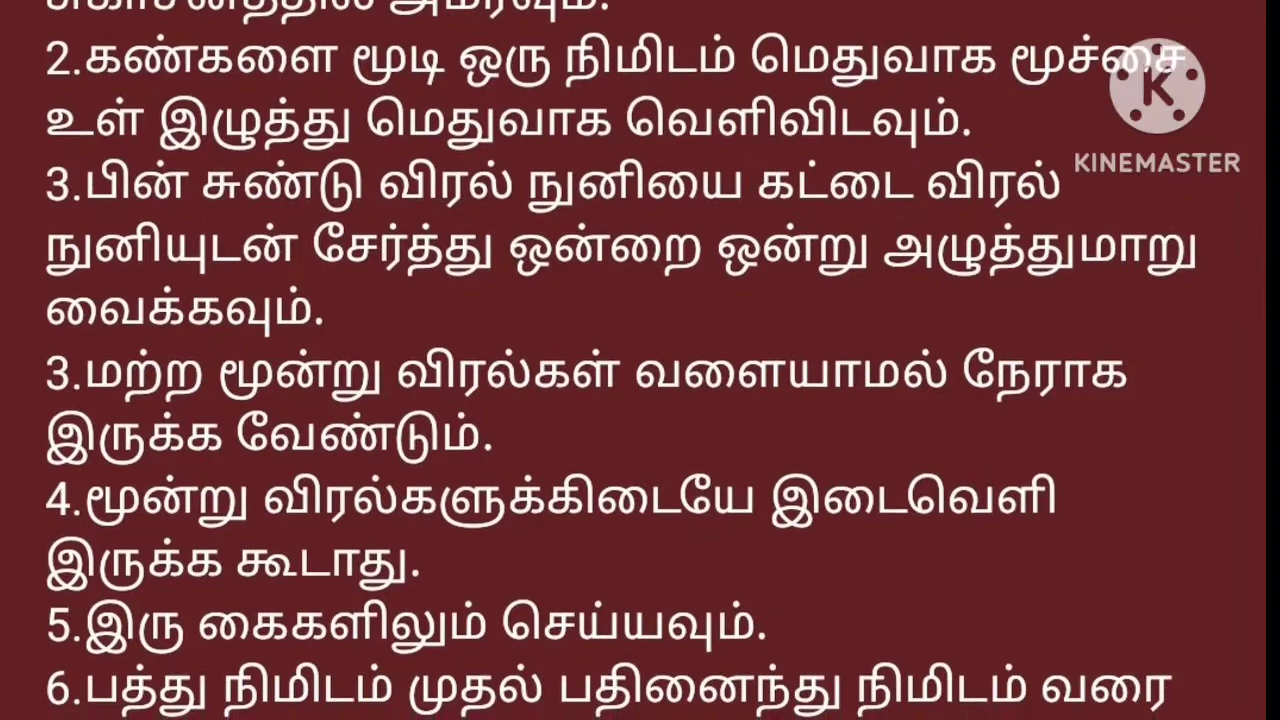 சுகாசனத்தில் அமரவும்.
2.கண்களை மூடி ஒரு நிமிடம் மெதுவாக மூச்சை
உள் இழுத்து மெதுவாக வெளிவிடவும்.
3.பின் சுண்டு விரல் நுனியை கட்டை விரல்
நுனியுடன் சேர்த்து ஒன்றை ஒன்று அழுத்துமாறு
வைக்கவும்.
3.மற்ற மூன்று விரல்கள் வளையாமல் நேராக
இருக்க வேண்டும்.
4.மூன்று விரல்களுக்கிடையே இடைவெளி
இருக்க கூடாது.
5.இரு கைகளிலும் செய்யவும்.
6.பத்து நிமிடம் முதல் பதினைந்து நிமிடம் வரை
K
KINEMASTER